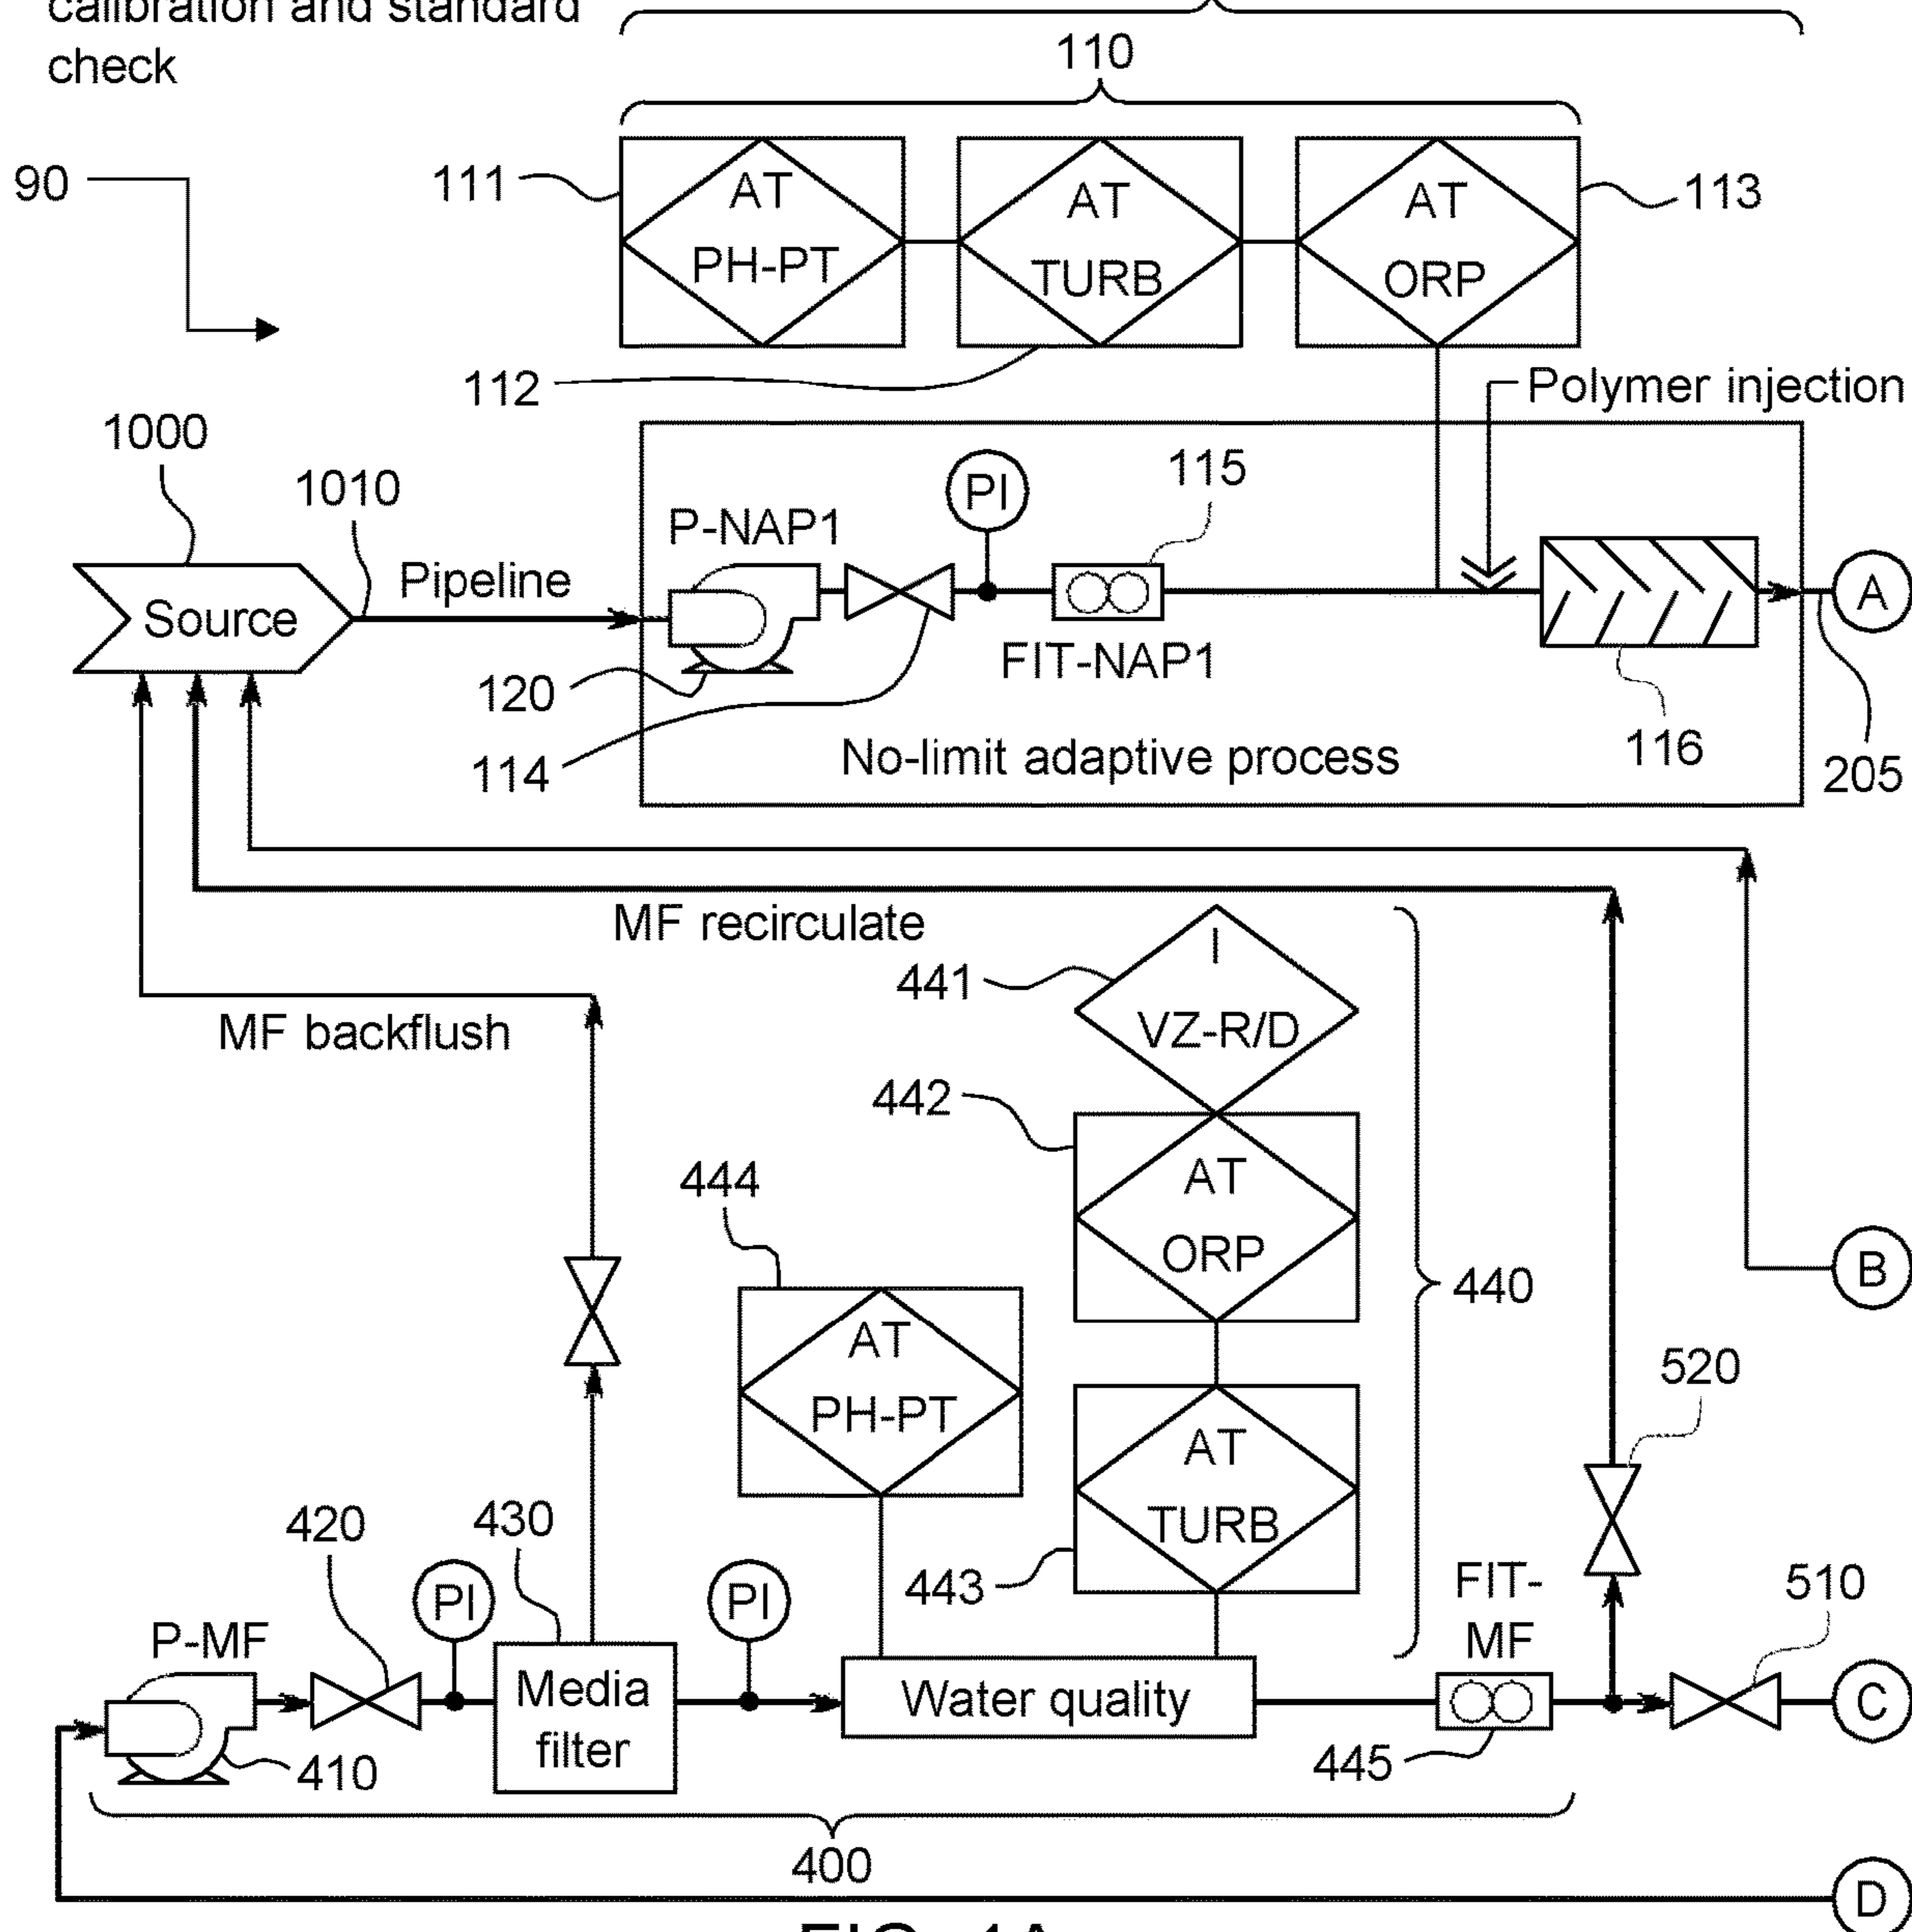 calibration and standard
check
110
90
111
AT
PH-PT
AT
TURB
AT
ORP
113
112
Polymer injection
1000
1010
Pipeline
Source
P-NAP1
PI
115
FIT-NAP1
120
114
No-limit adaptive process
116
205
A
MF recirculate
MF backflush
441
I
VZ-R/D
442
AT
ORP
444
AT
PH-PT
440
B
AT
TURB
443
520
420
430
PI
PI
FIT-
MF
510
P-MF
Media
filter
Water quality
C
410
445
400
D
FIG. 1A